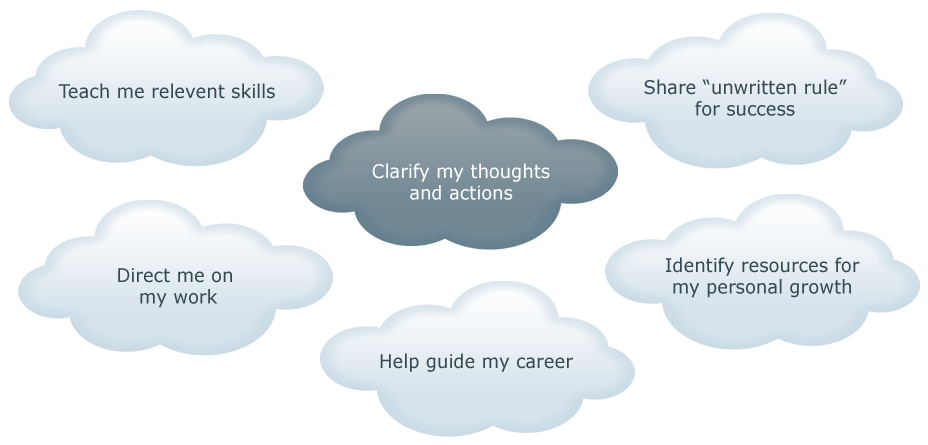 Teach me relevent skills
Share “unwritten rule”
for success
Clarify my thoughts
and actions
Direct me on
my work
Identify resources for
my personal growth
Help guide my career